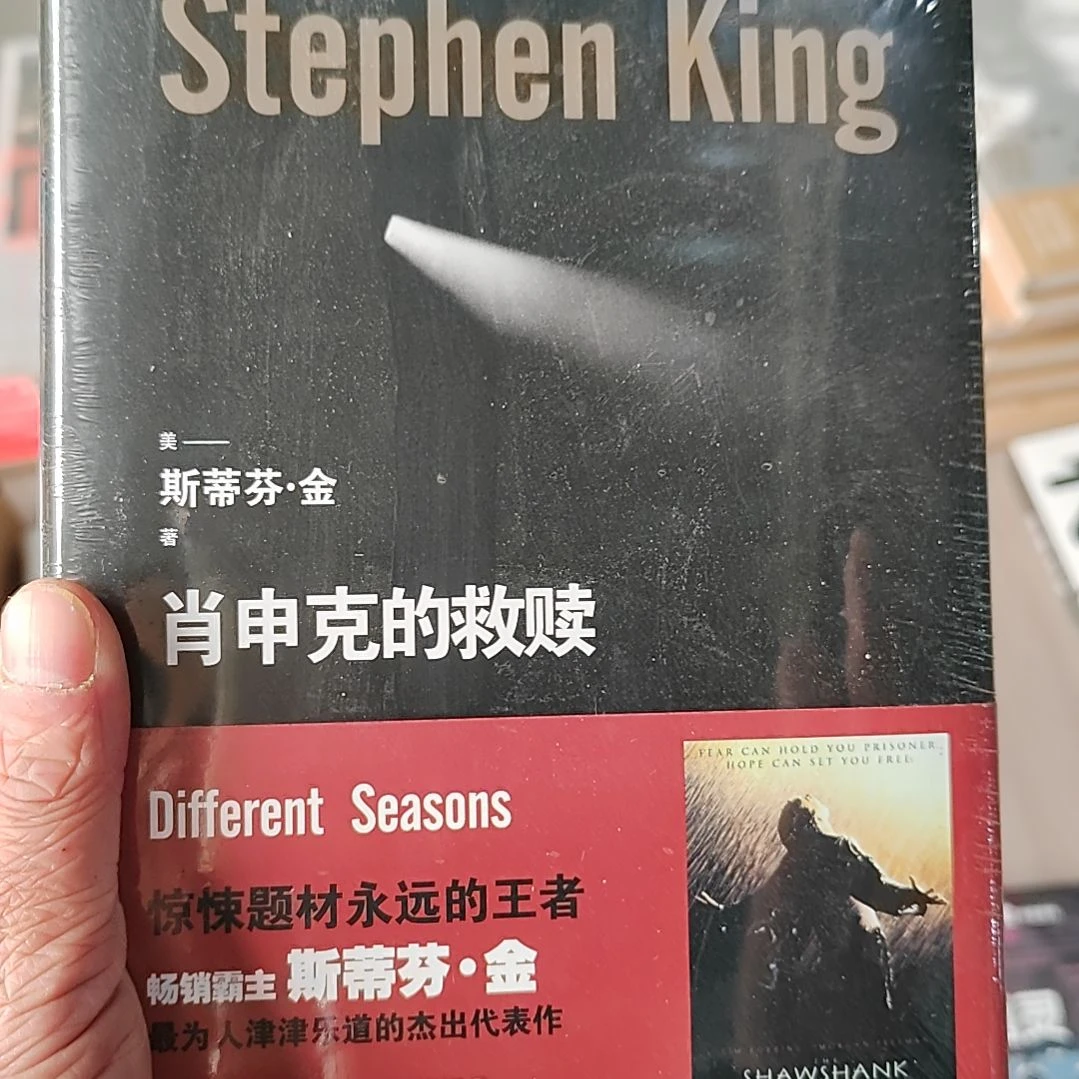 Stephen King
美
斯蒂芬·金
著
肖申克的救赎
Different Seasons
惊悚题材永远的王者
畅销霸主 斯蒂芬·金
最为人津津乐道的杰出代表作
FEAR CAN HOLD YOU PRISONER.
HOPE CAN SET YOU FREE.
SHAWSHANK
灵